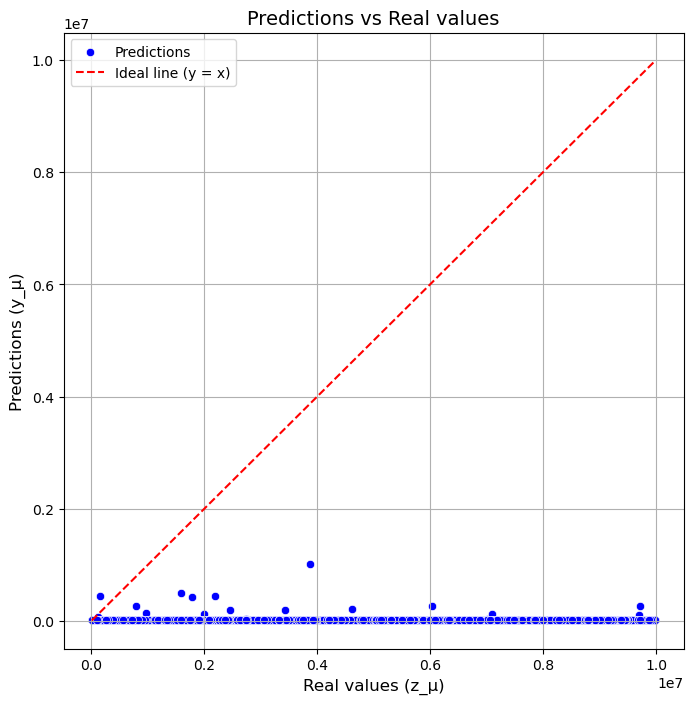 Predictions vs Real values
1e7
Predictions
Ideal line (y = x)
1.0
0.8
0.6
0.4
0.2
0.0
Predictions (y_μ)
0.0 0.2 0.4 0.6 0.8 1.0
1e7
Real values (z_μ)